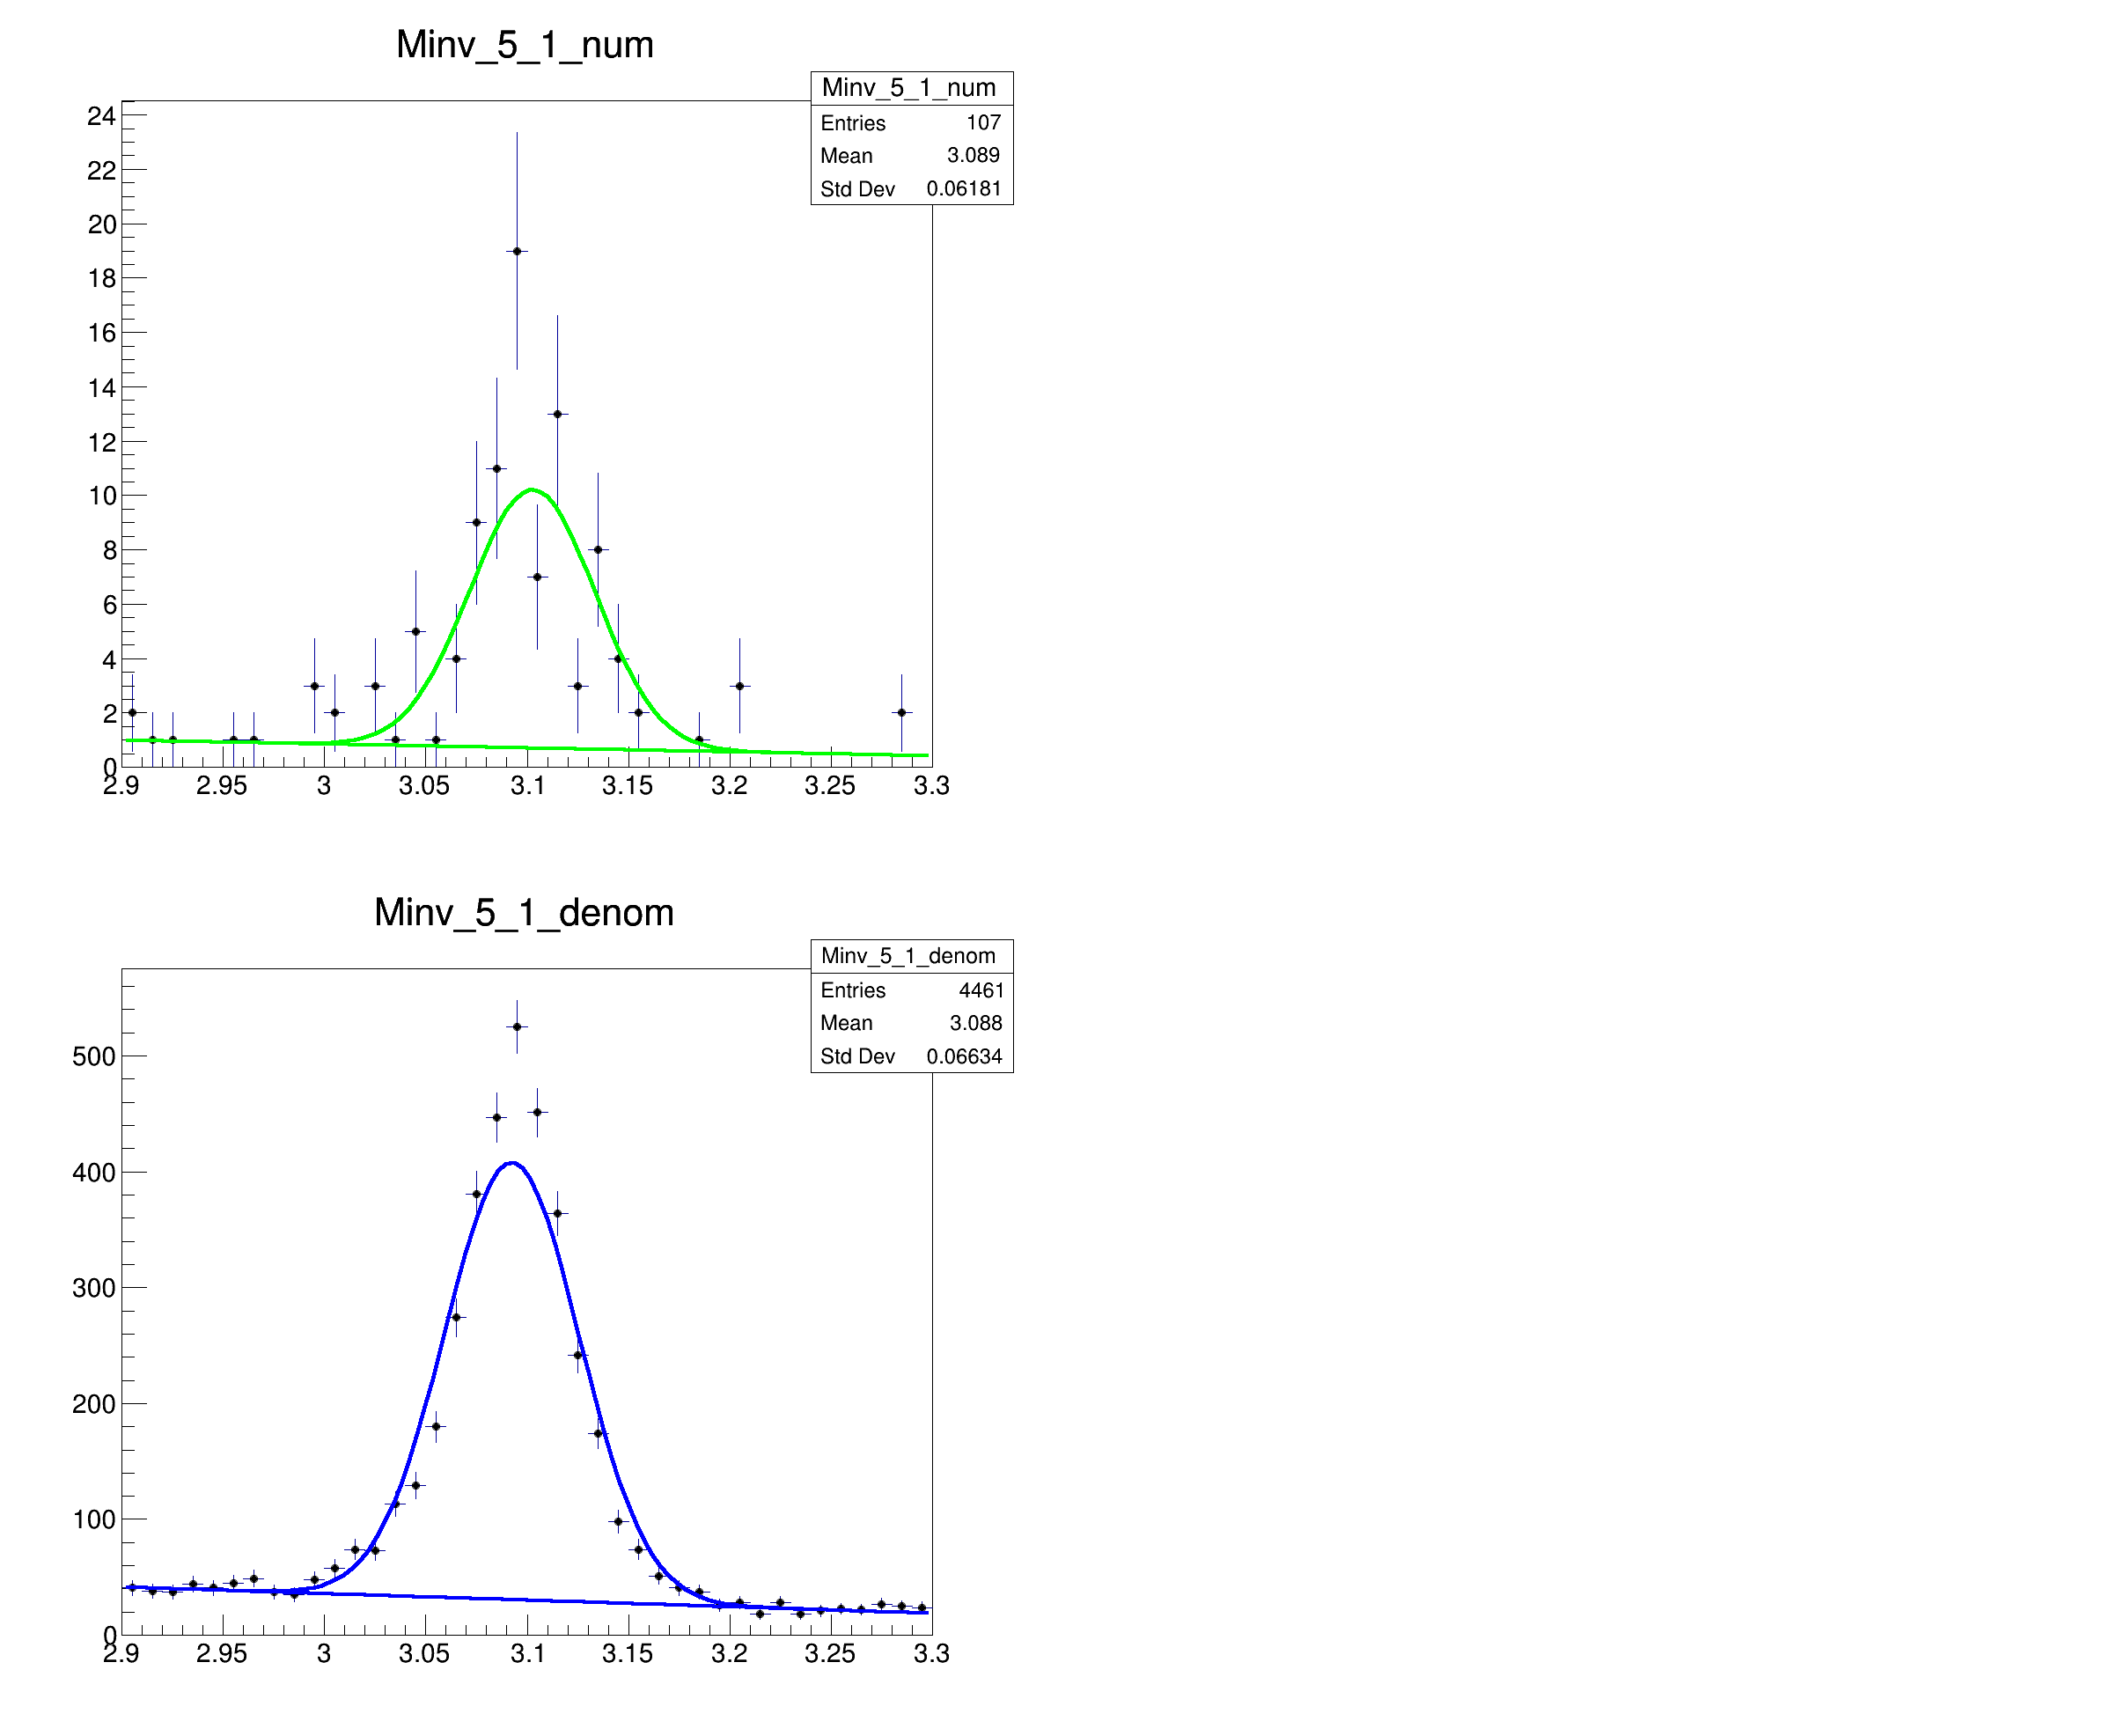 Minv_5_1_num
Minv_5_1_num
Entries 107
Mean 3.089
Std Dev 0.06181
24
22
20
18
16
14
12
10
8
6
4
2
0
2.9 2.95 3 3.05 3.1 3.15 3.2 3.25 3.3
Minv_5_1_denom
Minv_5_1_denom
Entries 4461
Mean 3.088
Std Dev 0.06634
500
400
300
200
100
0
2.9 2.95 3 3.05 3.1 3.15 3.2 3.25 3.3